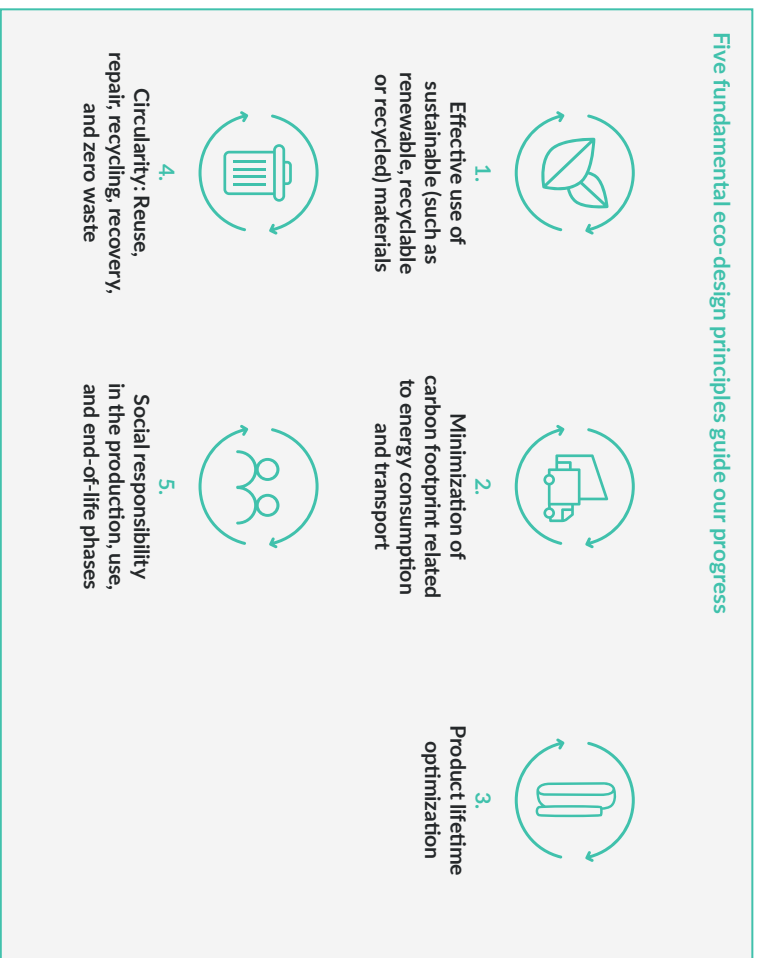 Five fundamental eco-design principles guide our progress
1.
Effective use of
sustainable (such as
renewable, recyclable
or recycled) materials
2.
Minimization of
carbon footprint related
to energy consumption
and transport
3.
Product lifetime
optimization
4.
Circularity: Reuse,
repair, recycling, recovery,
and zero waste
5.
Social responsibility
in the production, use,
and end-of-life phases